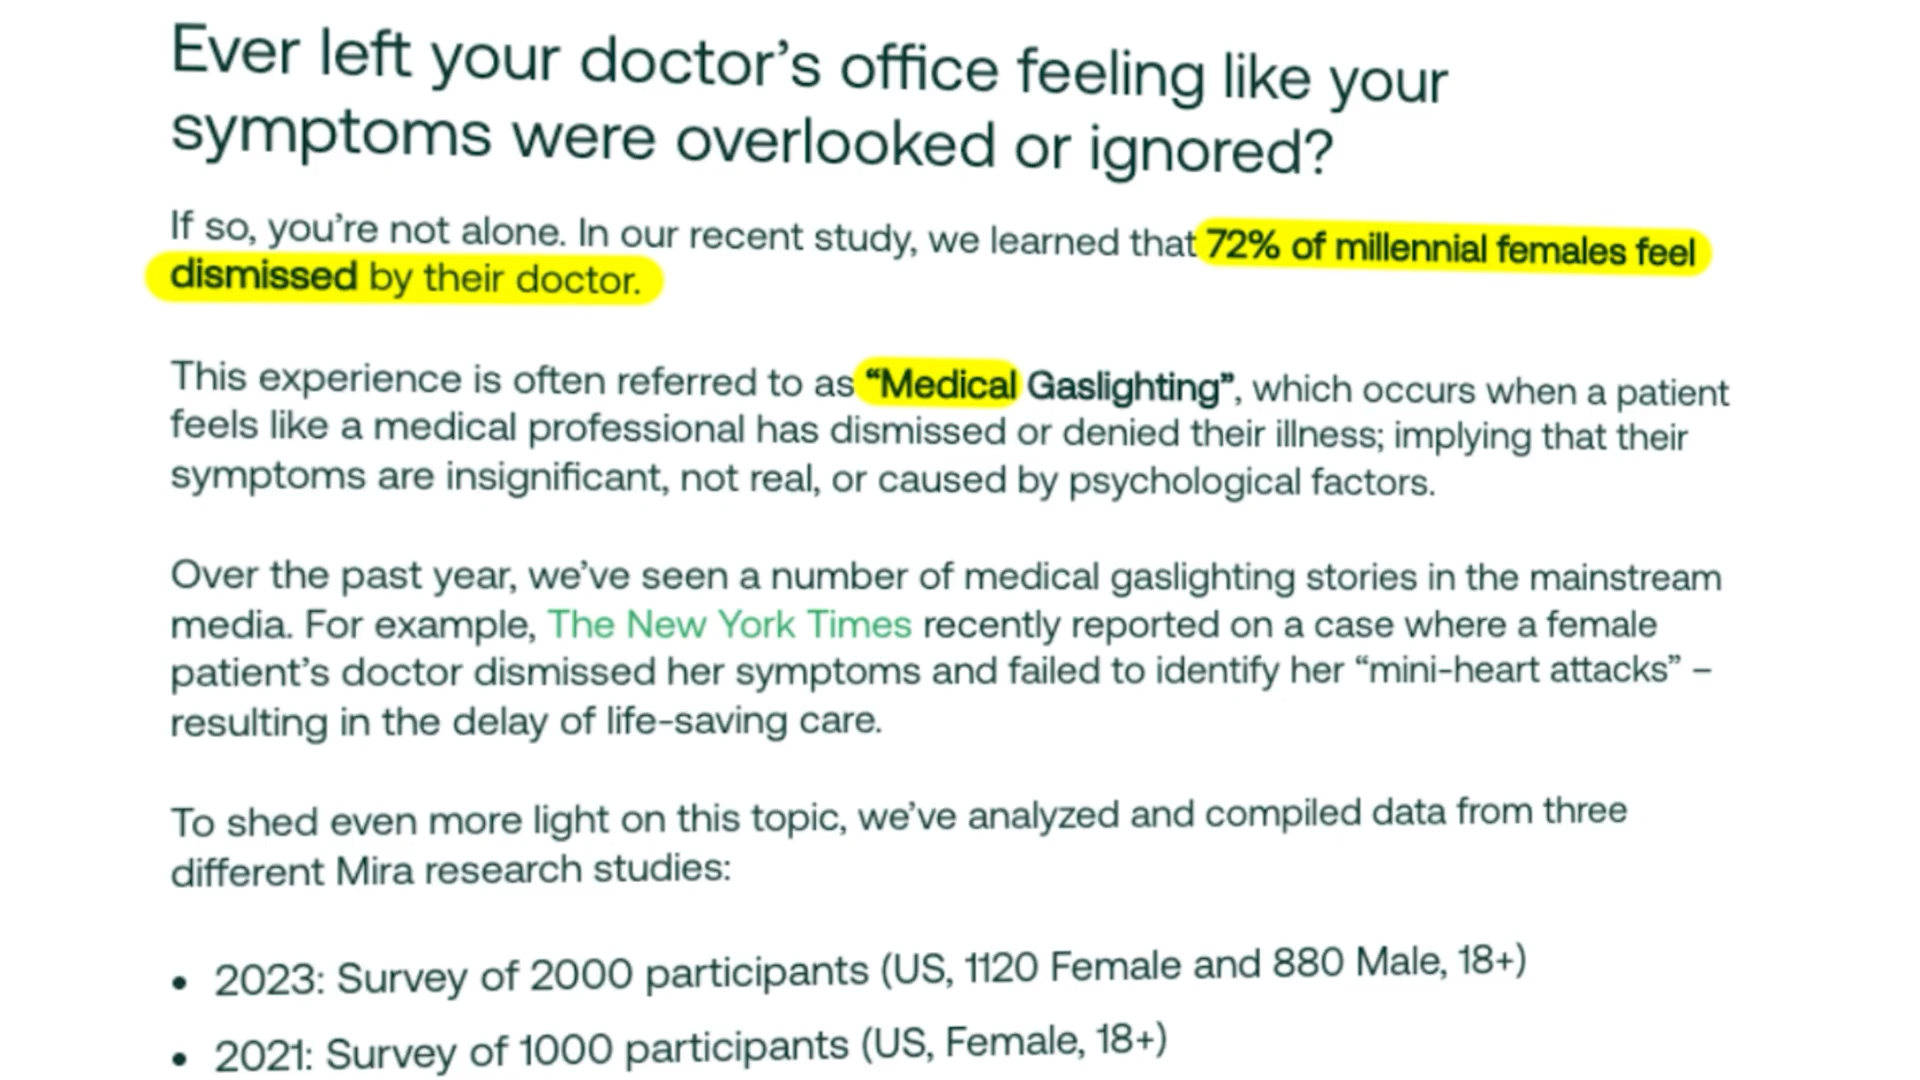 Ever left your doctor’s office feeling like your
symptoms were overlooked or ignored?
If so, you’re not alone. In our recent study, we learned that 72% of millennial females feel
dismissed by their doctor.
This experience is often referred to as “Medical Gaslighting”, which occurs when a patient
feels like a medical professional has dismissed or denied their illness; implying that their
symptoms are insignificant, not real, or caused by psychological factors.
Over the past year, we’ve seen a number of medical gaslighting stories in the mainstream
media. For example, The New York Times recently reported on a case where a female
patient’s doctor dismissed her symptoms and failed to identify her “mini-heart attacks” –
resulting in the delay of life-saving care.
To shed even more light on this topic, we’ve analyzed and compiled data from three
different Mira research studies:
• 2023: Survey of 2000 participants (US, 1120 Female and 880 Male, 18+)
• 2021: Survey of 1000 participants (US, Female, 18+)